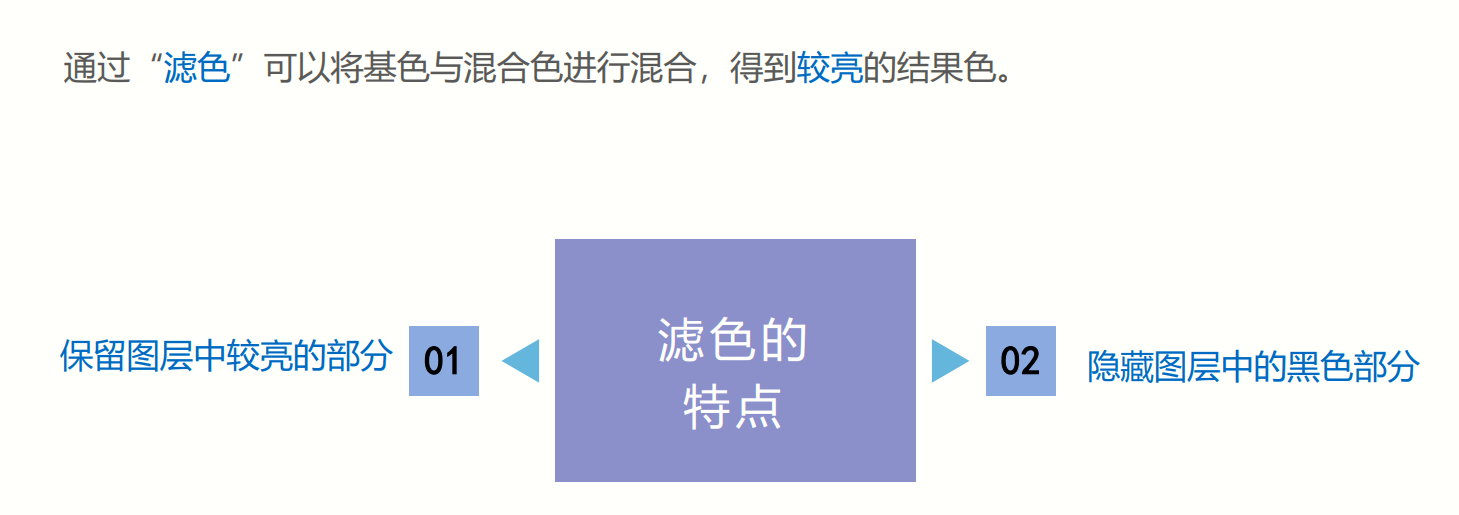 通过“滤色”可以将基色与混合色进行混合，得到较亮的结果色。
保留图层中较亮的部分
01
滤色的
特点
02
隐藏图层中的黑色部分